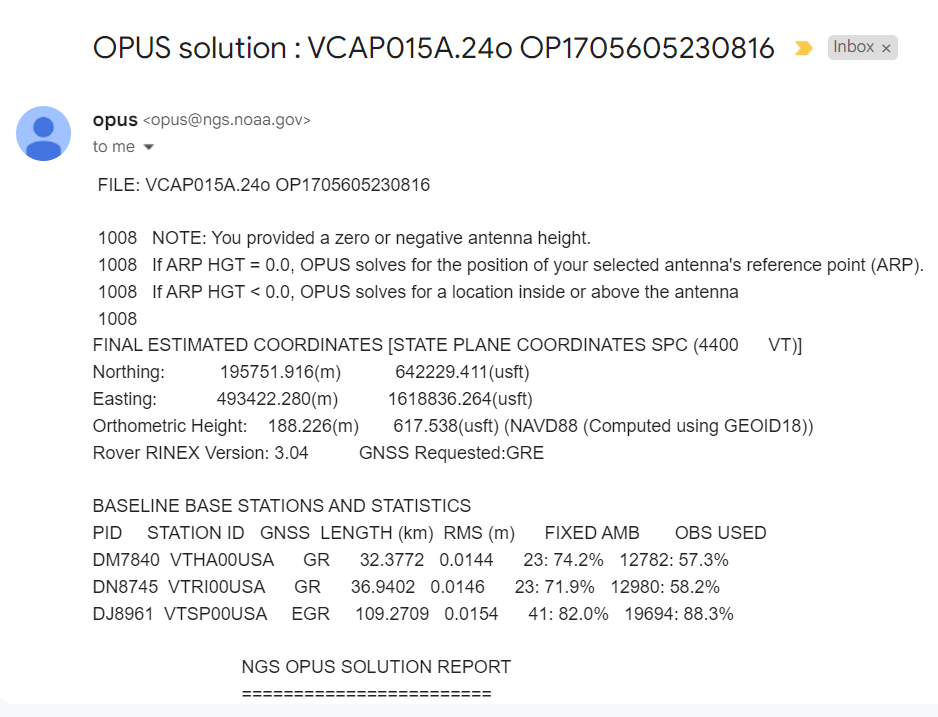 OPUS solution : VCAP015A.24o OP1705605230816 Inbox ×
opus <opus@ngs.noaa.gov>
to me
FILE: VCAP015A.24o OP1705605230816
1008 NOTE: You provided a zero or negative antenna height.
1008 If ARP HGT = 0.0, OPUS solves for the position of your selected antenna's reference point (ARP).
1008 If ARP HGT < 0.0, OPUS solves for a location inside or above the antenna
1008
FINAL ESTIMATED COORDINATES [STATE PLANE COORDINATES SPC (4400 VT)]
Northing: 195751.916(m) 642229.411(usft)
Easting: 493422.280(m) 1618836.264(usft)
Orthometric Height: 188.226(m) 617.538(usft) (NAVD88 (Computed using GEOID18))
Rover RINEX Version: 3.04 GNSS Requested:GRE
BASELINE BASE STATIONS AND STATISTICS
PID STATION ID GNSS LENGTH (km) RMS (m) FIXED AMB OBS USED
DM7840 VTHA00USA GR 32.3772 0.0144 23: 74.2% 12782: 57.3%
DN8745 VTRI00USA GR 36.9402 0.0146 23: 71.9% 12980: 58.2%
DJ8961 VTSP00USA EGR 109.2709 0.0154 41: 82.0% 19694: 88.3%
NGS OPUS SOLUTION REPORT
========================